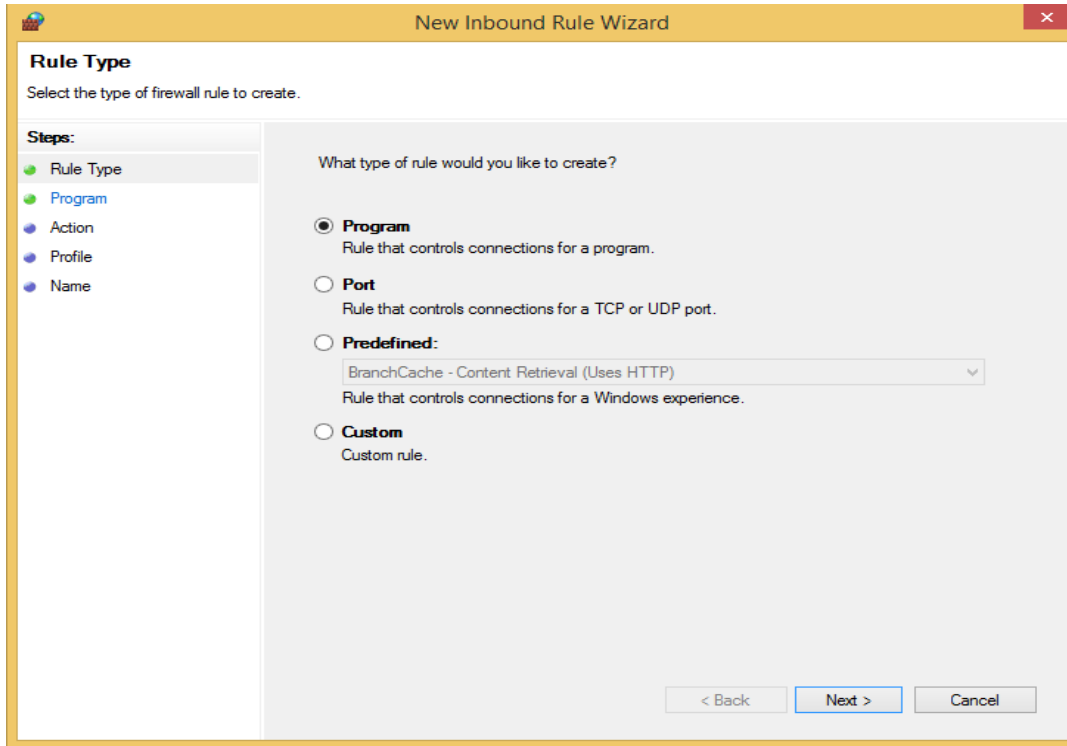 New Inbound Rule Wizard
Rule Type
Select the type of firewall rule to create.
Steps:
Rule Type
Program
Action
Profile
Name
What type of rule would you like to create?
Program
Rule that controls connections for a program.
Port
Rule that controls connections for a TCP or UDP port.
Predefined:
BranchCache - Content Retrieval (Uses HTTP)
Rule that controls connections for a Windows experience.
Custom
Custom rule.
< Back
Next >
Cancel